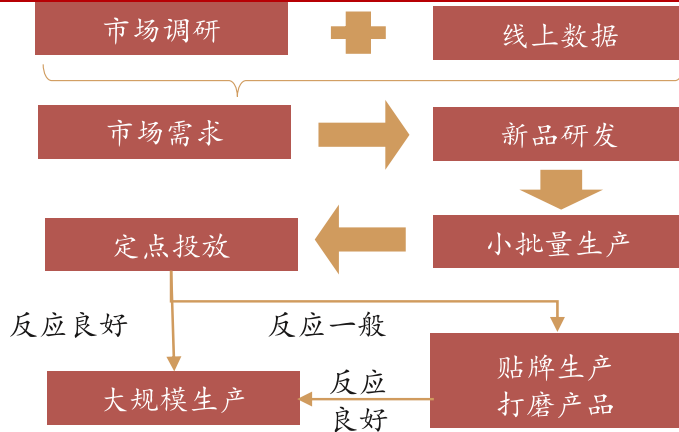 市场调研
线上数据
市场需求
新品研发
定点投放
小批量生产
反应良好
反应一般
大规模生产
反应
良好
贴牌生产
打磨产品